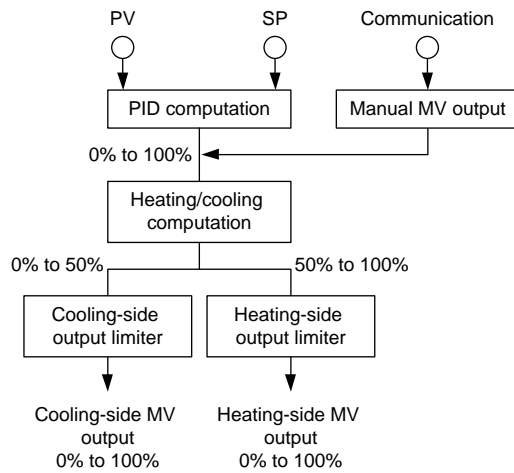 PV
SP
Communication
PID computation
Manual MV output
0% to 100%
Heating/cooling
computation
0% to 50%
50% to 100%
Cooling-side
output limiter
Heating-side
output limiter
Cooling-side MV
output
0% to 100%
Heating-side MV
output
0% to 100%